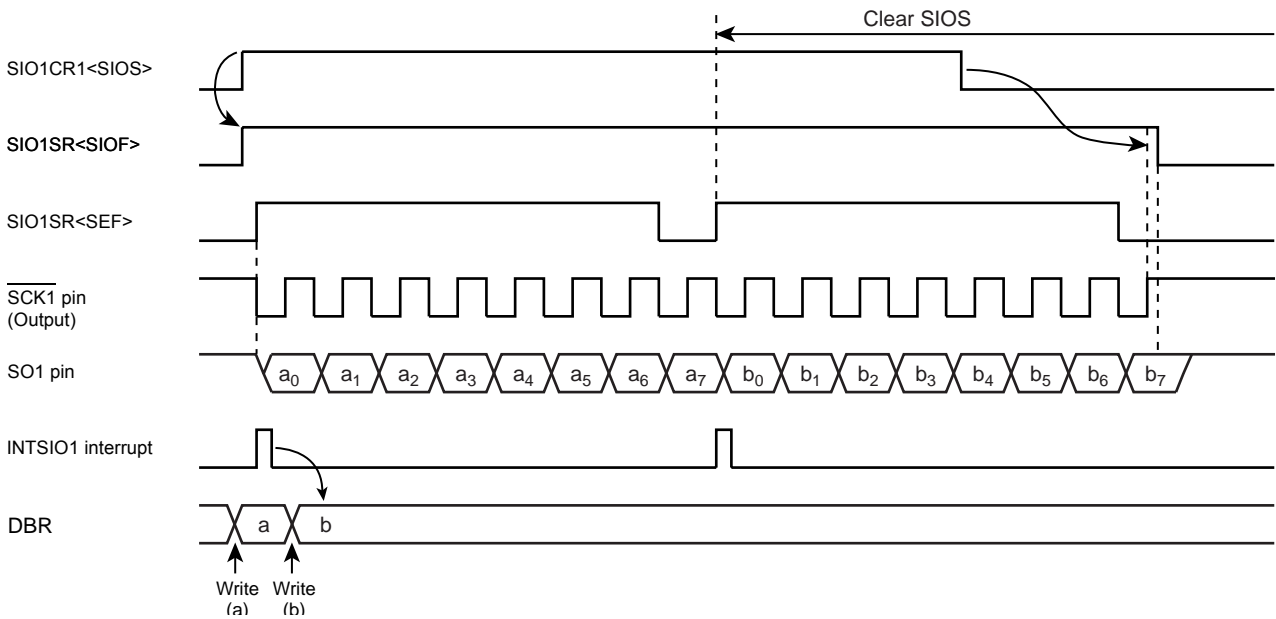 Clear SIOS
SIO1CR1<SIOS>
SIO1SR<SIOF>
SIO1SR<SEF>
SCK1 pin
(Output)
SO1 pin
a0 a1 a2 a3 a4 a5 a6 a7 b0 b1 b2 b3 b4 b5 b6 b7
INTSIO1 interrupt
DBR
a b
Write Write
(a) (b)